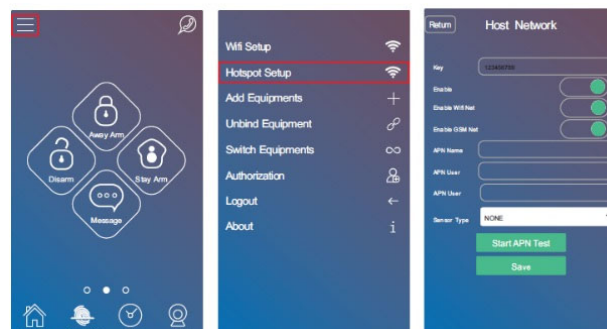 Away Arm
Disarm
Stay Arm
Message
Wifi Setup
Hotspot Setup
Add Equipments
Unbind Equipment
Switch Equipments
Authorization
Logout
About
Return
Host Network
Key
123456789
Enable
Enable Wifi Net
Enable GSM Net
APN Name
APN User
APN User
Sensor Type
NONE
Start APN Test
Save